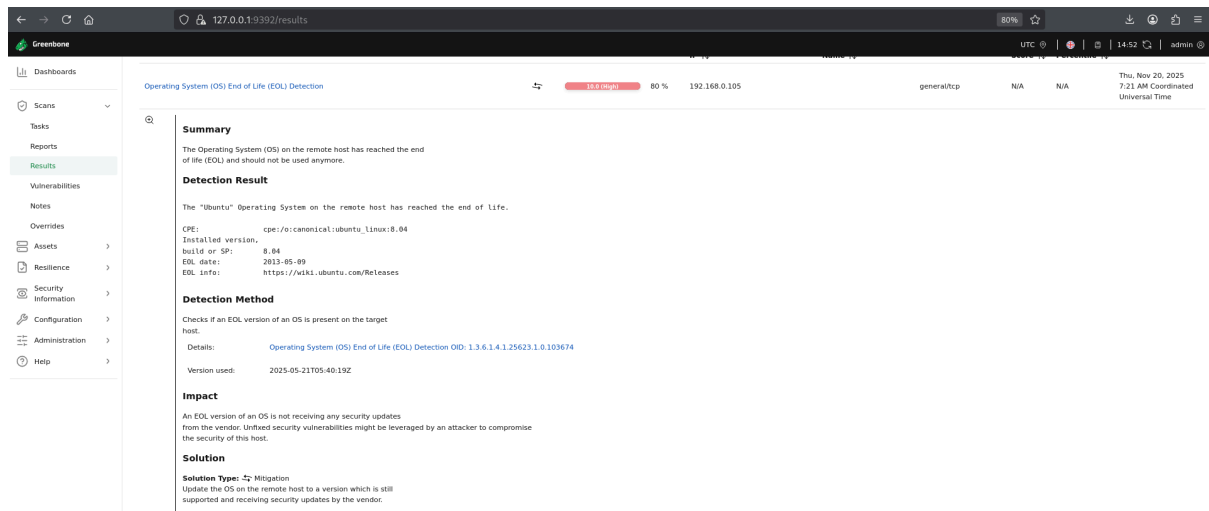 127.0.0.1:9392/results
80%
Greenbone
UTC
14:52
admin
Dashboards
Scans
Tasks
Reports
Results
Vulnerabilities
Notes
Overrides
Assets
Resilience
Security
Information
Configuration
Administration
Help
Operating System (OS) End of Life (EOL) Detection
10.0 (High)
80 %
192.168.0.105
general/tcp
N/A
N/A
Thu, Nov 20, 2025
7:21 AM Coordinated
Universal Time
Summary
The Operating System (OS) on the remote host has reached the end
of life (EOL) and should not be used anymore.
Detection Result
The "Ubuntu" Operating System on the remote host has reached the end of life.
CPE: cpe:/o:canonical:ubuntu_linux:8.04
Installed version,
build or SP: 8.04
EOL date: 2013-05-09
EOL info: https://wiki.ubuntu.com/Releases
Detection Method
Checks if an EOL version of an OS is present on the target
host.
Details: Operating System (OS) End of Life (EOL) Detection OID: 1.3.6.1.4.1.25623.1.0.103674
Version used: 2025-05-21T05:40:19Z
Impact
An EOL version of an OS is not receiving any security updates
from the vendor. Unfixed security vulnerabilities might be leveraged by an attacker to compromise
the security of this host.
Solution
Solution Type: Mitigation
Update the OS on the remote host to a version which is still
supported and receiving security updates by the vendor.